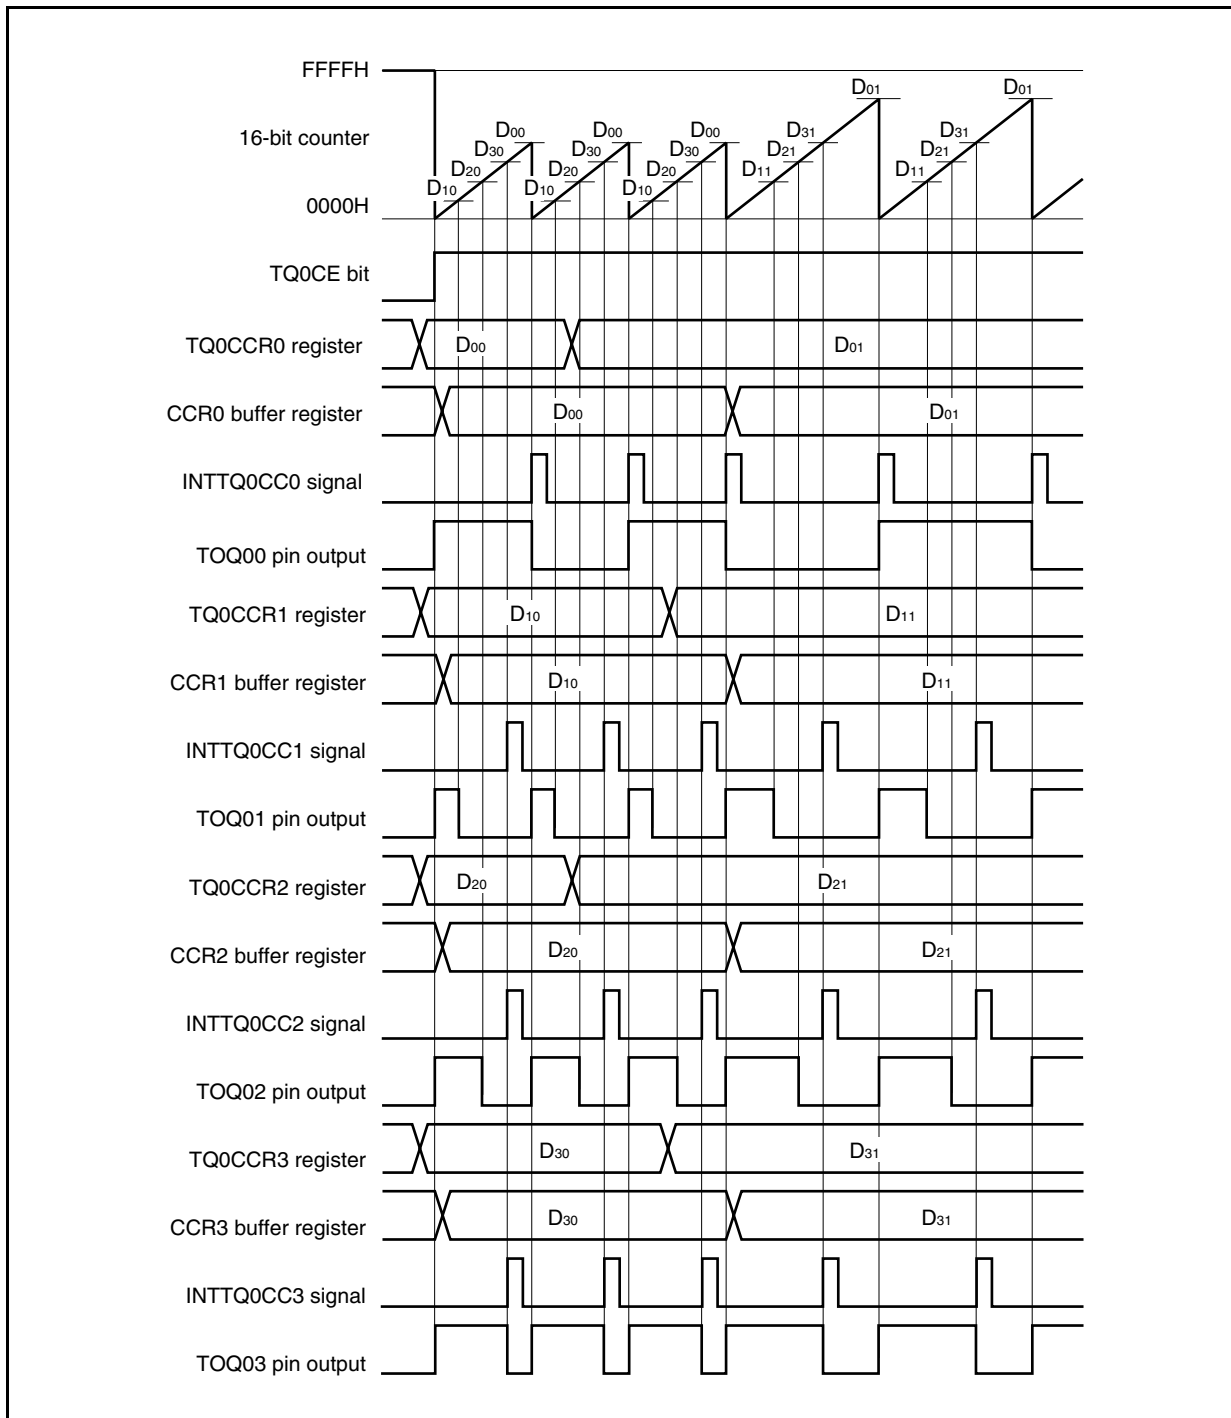 FFFFH
D01 D01
16-bit counter
D00 D00 D00 D31 D31
D30 D30 D30 D21 D21
D20 D20 D20 D11 D11
D10 D10 D10
0000H
TQ0CE bit
TQ0CCR0 register D00 D01
CCR0 buffer register D00 D01
INTTQ0CC0 signal
TOQ00 pin output
TQ0CCR1 register D10 D11
CCR1 buffer register D10 D11
INTTQ0CC1 signal
TOQ01 pin output
TQ0CCR2 register D20 D21
CCR2 buffer register D20 D21
INTTQ0CC2 signal
TOQ02 pin output
TQ0CCR3 register D30 D31
CCR3 buffer register D30 D31
INTTQ0CC3 signal
TOQ03 pin output